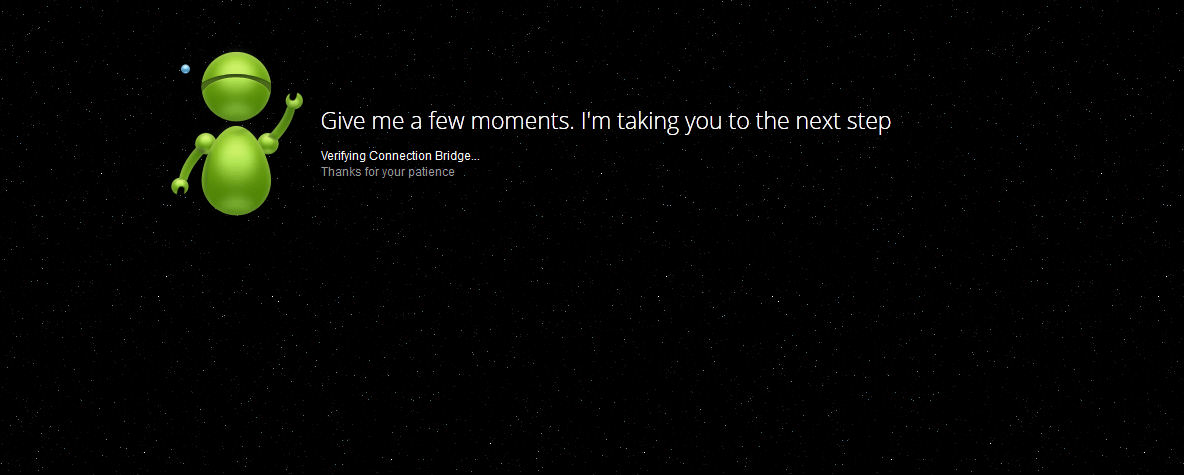 Give me a few moments. I'm taking you to the next step
Verifying Connection Bridge...
Thanks for your patience